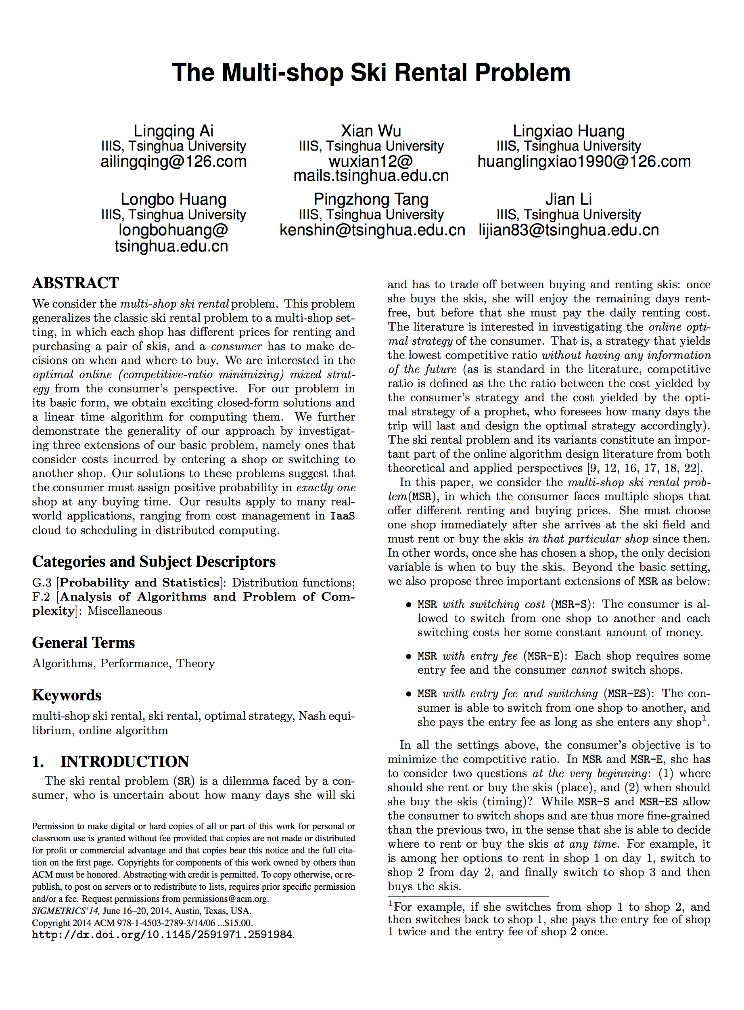 The Multi-shop Ski Rental Problem
Lingqing Ai
IIIS, Tsinghua University
ailingqing@126.com
Xian Wu
IIIS, Tsinghua University
wuxian12@
mails.tsinghua.edu.cn
Lingxiao Huang
IIIS, Tsinghua University
huanglingxiao1990@126.com
Longbo Huang
IIIS, Tsinghua University
longbohuang@
tsinghua.edu.cn
Pingzhong Tang
IIIS, Tsinghua University
kenshin@tsinghua.edu.cn
Jian Li
IIIS, Tsinghua University
lijian83@tsinghua.edu.cn
ABSTRACT
We consider the multi-shop ski rental problem. This problem
generalizes the classic ski rental problem to a multi-shop set-
ting, in which each shop has different prices for renting and
purchasing a pair of skis, and a consumer has to make de-
cisions on when and where to buy. We are interested in the
optimal online (competitive-ratio minimizing) mixed strat-
egy from the consumer's perspective. For our problem in
its basic form, we obtain exciting closed-form solutions and
a linear time algorithm for computing them. We further
demonstrate the generality of our approach by investigat-
ing three extensions of our basic problem, namely ones that
consider costs incurred by entering a shop or switching to
another shop. Our solutions to these problems suggest that
the consumer must assign positive probability in exactly one
shop at any buying time. Our results apply to many real-
world applications, ranging from cost management in IaaS
cloud to scheduling in distributed computing.
Categories and Subject Descriptors
G.3 [Probability and Statistics]: Distribution functions;
F.2 [Analysis of Algorithms and Problem of Com-
plexity]: Miscellaneous
General Terms
Algorithms, Performance, Theory
Keywords
multi-shop ski rental, ski rental, optimal strategy, Nash equi-
librium, online algorithm
1. INTRODUCTION
The ski rental problem (SR) is a dilemma faced by a con-
sumer, who is uncertain about how many days she will ski
Permission to make digital or hard copies of all or part of this work for personal or
classroom use is granted without fee provided that copies are not made or distributed
for profit or commercial advantage and that copies bear this notice and the full cita-
tion on the first page. Copyrights for components of this work owned by others than
ACM must be honored. Abstracting with credit is permitted. To copy otherwise, or re-
publish, to post on servers or to redistribute to lists, requires prior specific permission
and/or a fee. Request permissions from permissions@acm.org.
SIGMETRICS'14, June 16–20, 2014, Austin, Texas, USA.
Copyright 2014 ACM 978-1-4503-2789-3/14/06 ...$15.00.
http://dx.doi.org/10.1145/2591971.2591984.
and has to trade off between buying and renting skis: once
she buys the skis, she will enjoy the remaining days rent-
free, but before that she must pay the daily renting cost.
The literature is interested in investigating the online opti-
mal strategy of the consumer. That is, a strategy that yields
the lowest competitive ratio without having any information
of the future (as is standard in the literature, competitive
ratio is defined as the the ratio between the cost yielded by
the consumer's strategy and the cost yielded by the opti-
mal strategy of a prophet, who foresees how many days the
trip will last and design the optimal strategy accordingly).
The ski rental problem and its variants constitute an impor-
tant part of the online algorithm design literature from both
theoretical and applied perspectives [9, 12, 16, 17, 18, 22].
In this paper, we consider the multi-shop ski rental prob-
lem(MSR), in which the consumer faces multiple shops that
offer different renting and buying prices. She must choose
one shop immediately after she arrives at the ski field and
must rent or buy the skis in that particular shop since then.
In other words, once she has chosen a shop, the only decision
variable is when to buy the skis. Beyond the basic setting,
we also propose three important extensions of MSR as below:
• MSR with switching cost (MSR-S): The consumer is al-
lowed to switch from one shop to another and each
switching costs her some constant amount of money.
• MSR with entry fee (MSR-E): Each shop requires some
entry fee and the consumer cannot switch shops.
• MSR with entry fee and switching (MSR-ES): The con-
sumer is able to switch from one shop to another, and
she pays the entry fee as long as she enters any shop1.
In all the settings above, the consumer's objective is to
minimize the competitive ratio. In MSR and MSR-E, she has
to consider two questions at the very beginning: (1) where
should she rent or buy the skis (place), and (2) when should
she buy the skis (timing)? While MSR-S and MSR-ES allow
the consumer to switch shops and are thus more fine-grained
than the previous two, in the sense that she is able to decide
where to rent or buy the skis at any time. For example, it
is among her options to rent in shop 1 on day 1, switch to
shop 2 from day 2, and finally switch to shop 3 and then
buys the skis.
1For example, if she switches from shop 1 to shop 2, and
then switches back to shop 1, she pays the entry fee of shop
1 twice and the entry fee of shop 2 once.